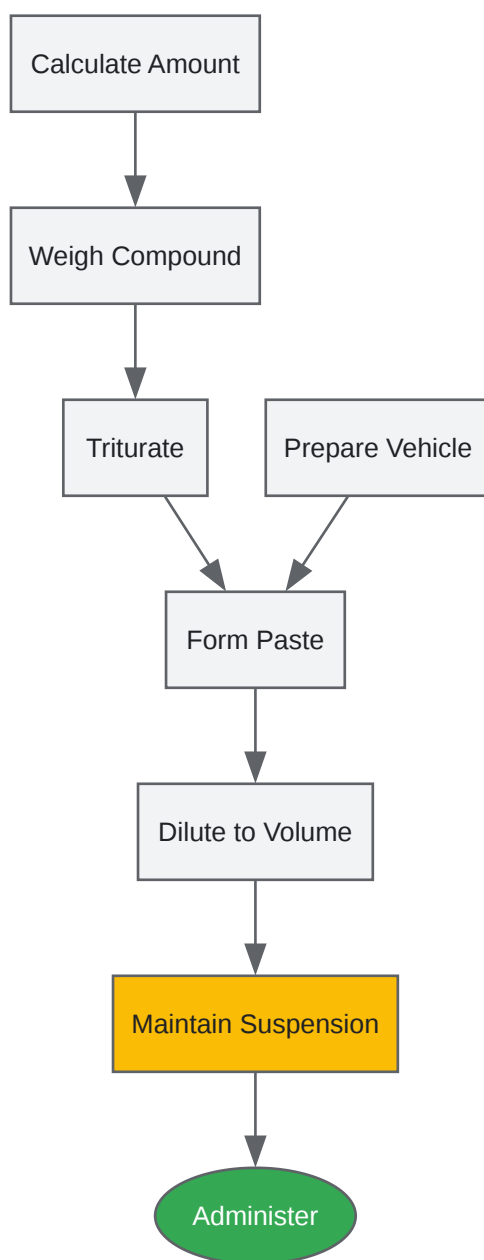 Calculate Amount
Weigh Compound
Triturate
Prepare Vehicle
Form Paste
Dilute to Volume
Maintain Suspension
Administer